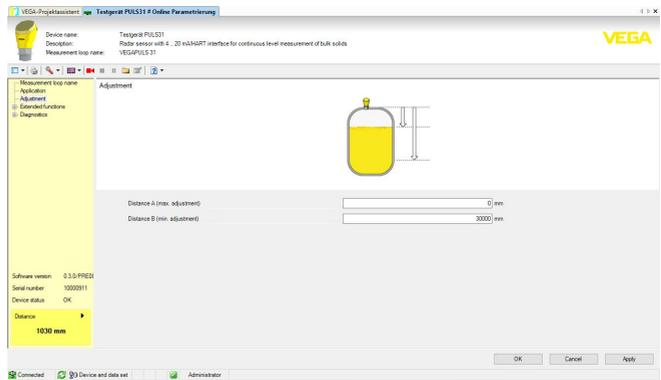 VEGA-Projektassistent
Testgerät PULS31 # Online Parametrierung
Device name: Testgerät PULS31
Description: Radar sensor with 4 .. 20 mA/HART interface for continuous level measurement of bulk solids
Measurement loop name: VEGAPULS 31
VEGA
Measurement loop name
Application
Adjustment
Extended functions
Diagnostics
Adjustment
Distance A (max. adjustment) 0 mm
Distance B (min. adjustment) 30000 mm
Software version 0.3.0/PRED
Serial number 10000911
Device status OK
Distance
1030 mm
OK Cancel Apply
Connected Device and data set Administrator